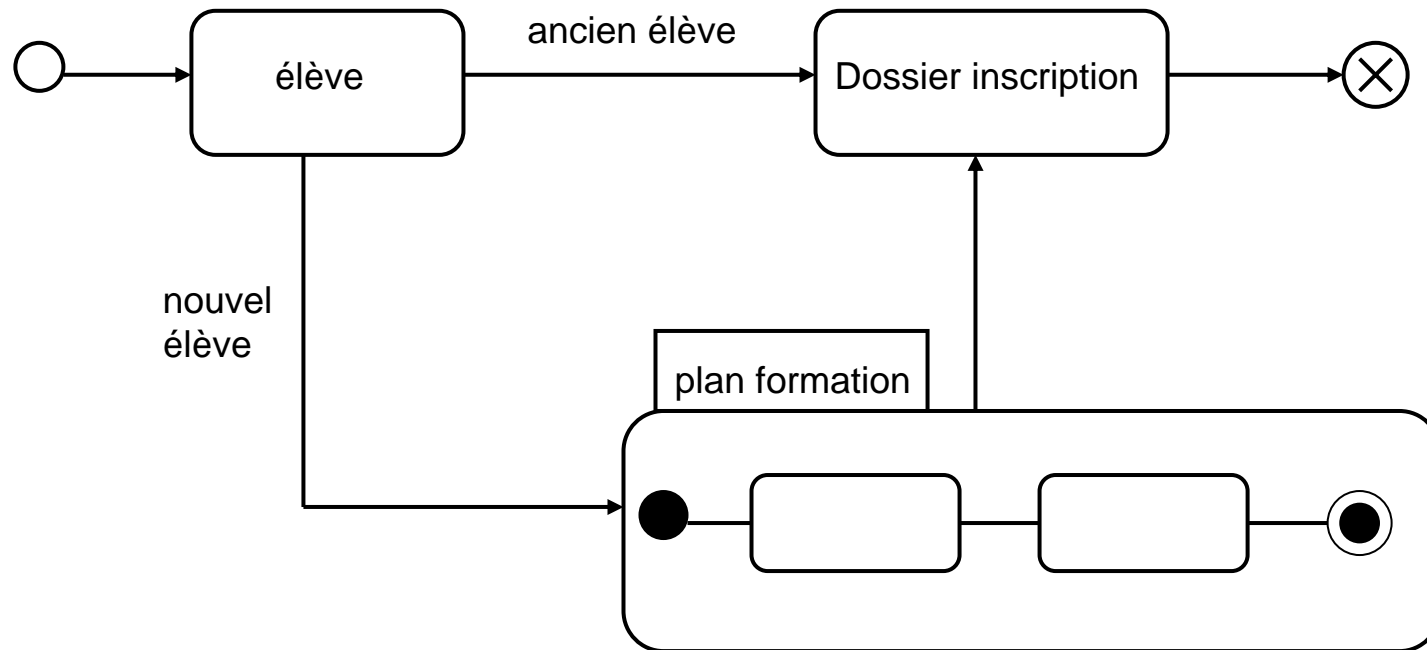 ancien élève
élève
Dossier inscription
nouvel
élève
plan formation